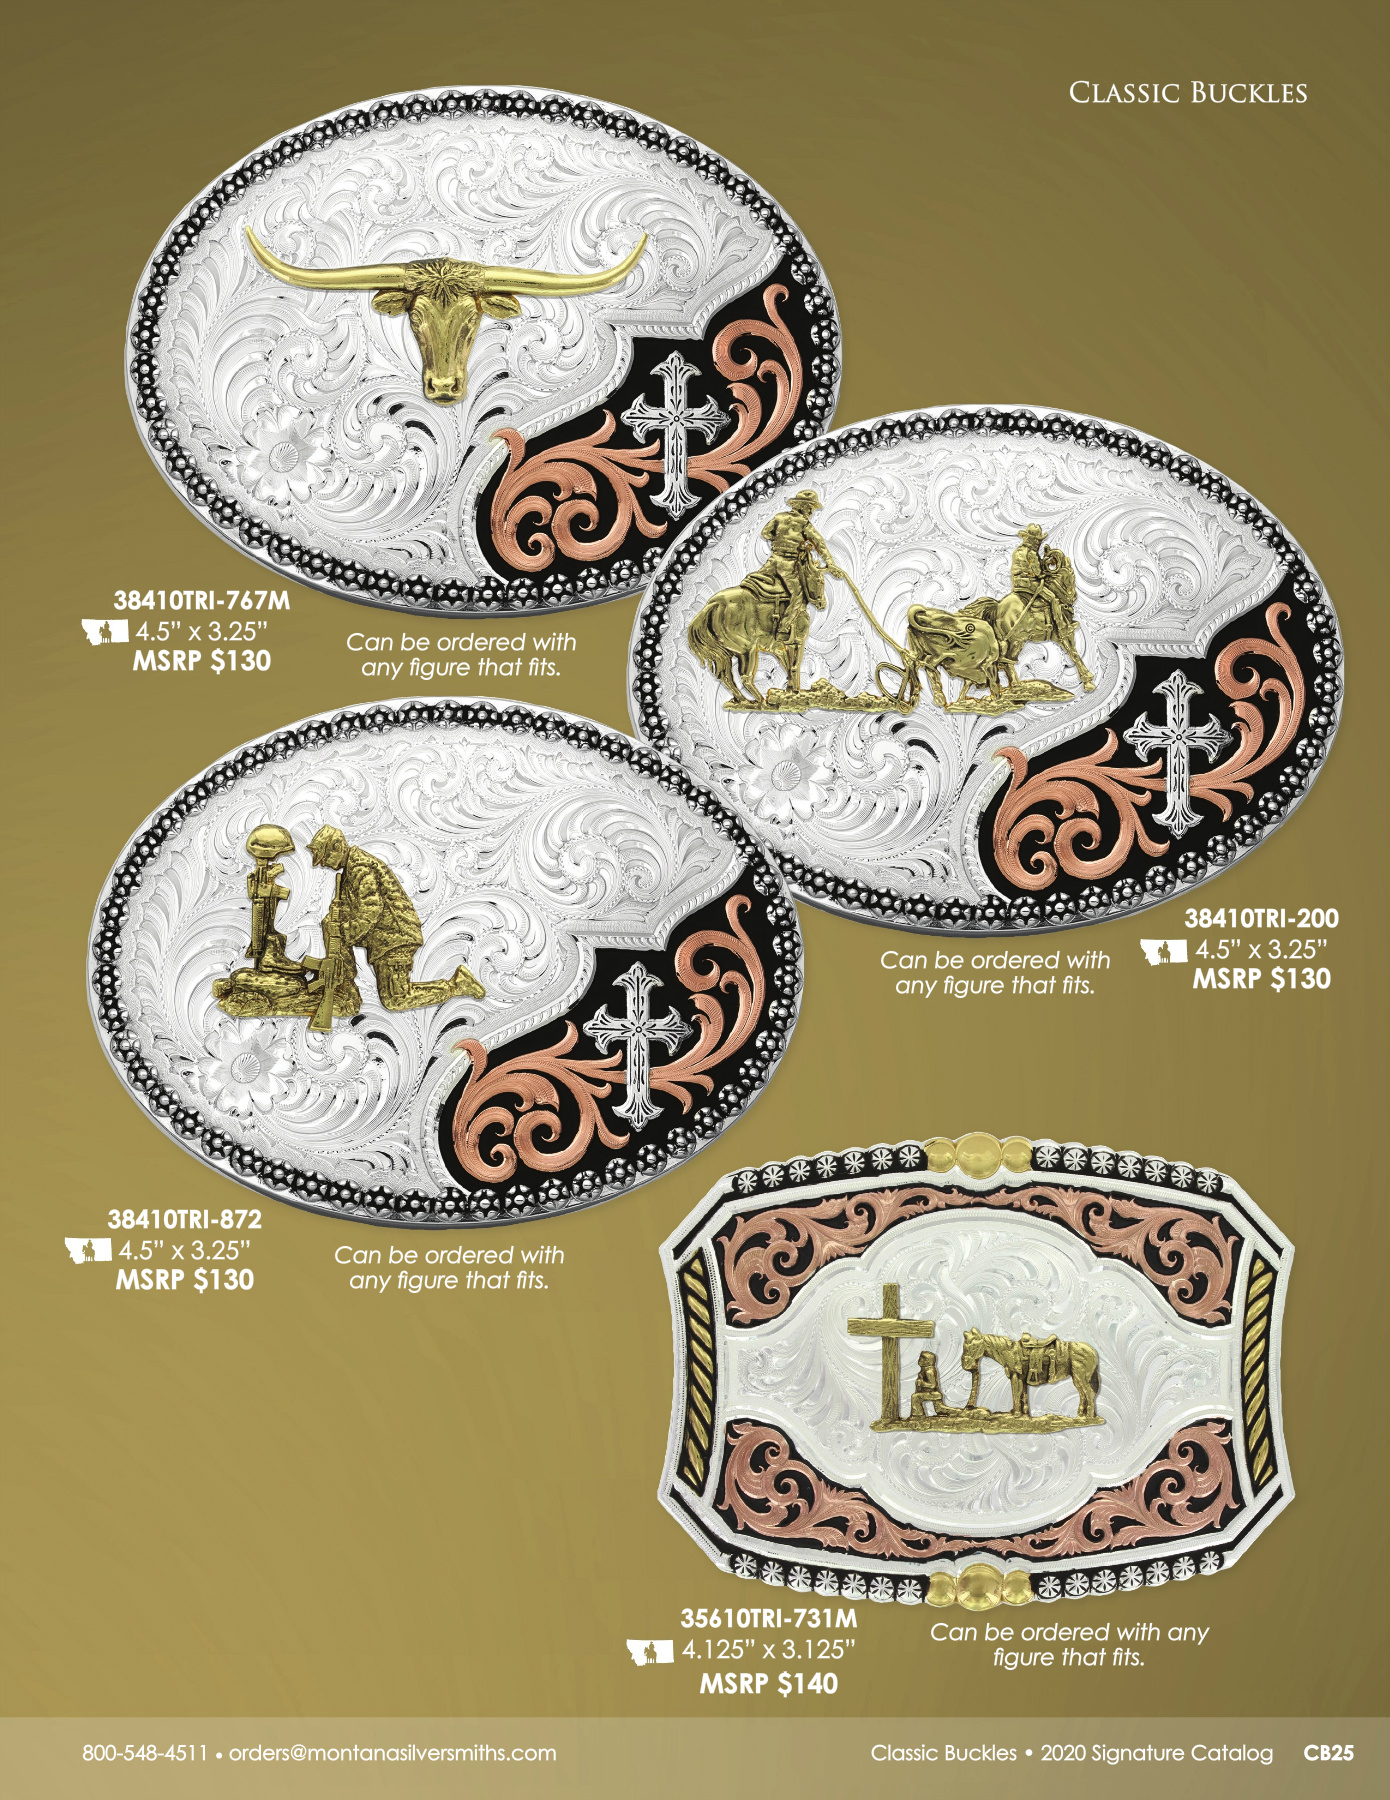 CLASSIC BUCKLES
38410TRI-767M
4.5” x 3.25”
MSRP $130
Can be ordered with
any figure that fits.
38410TRI-200
4.5” x 3.25”
MSRP $130
Can be ordered with
any figure that fits.
38410TRI-872
4.5” x 3.25”
MSRP $130
Can be ordered with
any figure that fits.
35610TRI-731M
4.125” x 3.125”
MSRP $140
Can be ordered with any
figure that fits.
800-548-4511 • orders@montanasilversmiths.com
Classic Buckles • 2020 Signature Catalog CB25